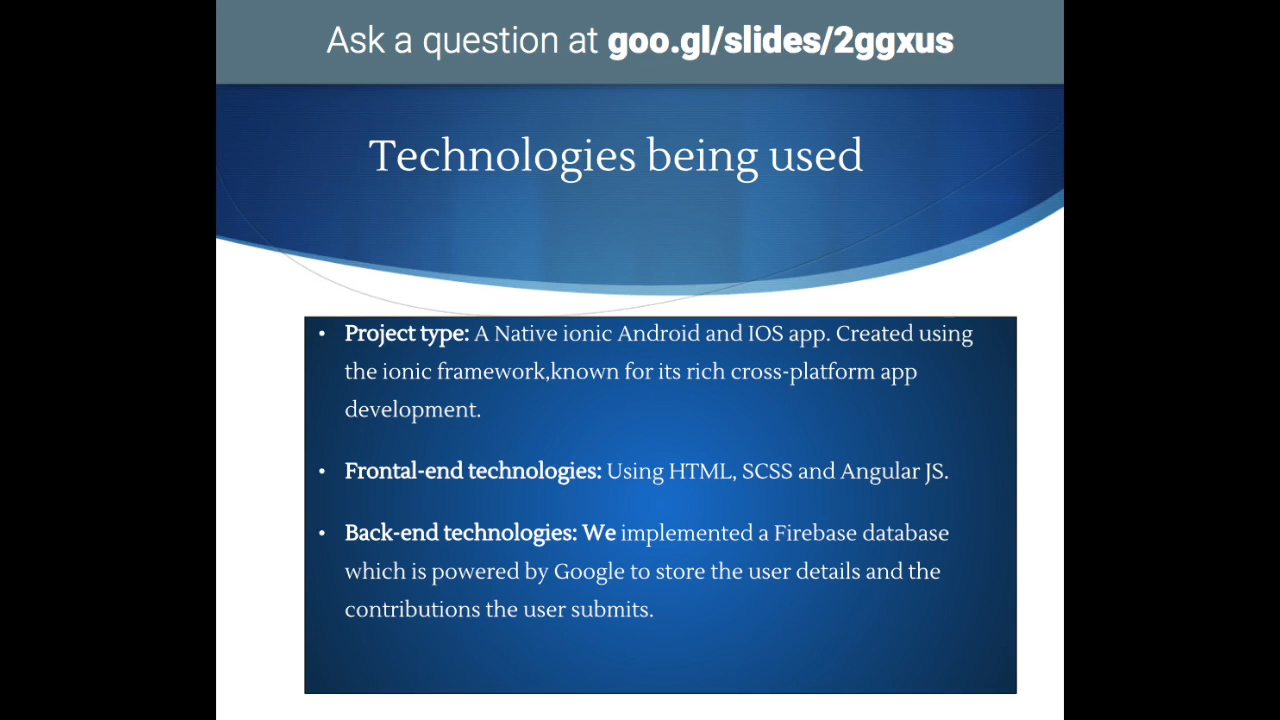 Ask a question at goo.gl/slides/2ggxus
Technologies being used
• Project type: A Native ionic Android and IOS app. Created using
the ionic framework,known for its rich cross-platform app
development.
• Frontal-end technologies: Using HTML, SCSS and Angular JS.
• Back-end technologies: We implemented a Firebase database
which is powered by Google to store the user details and the
contributions the user submits.